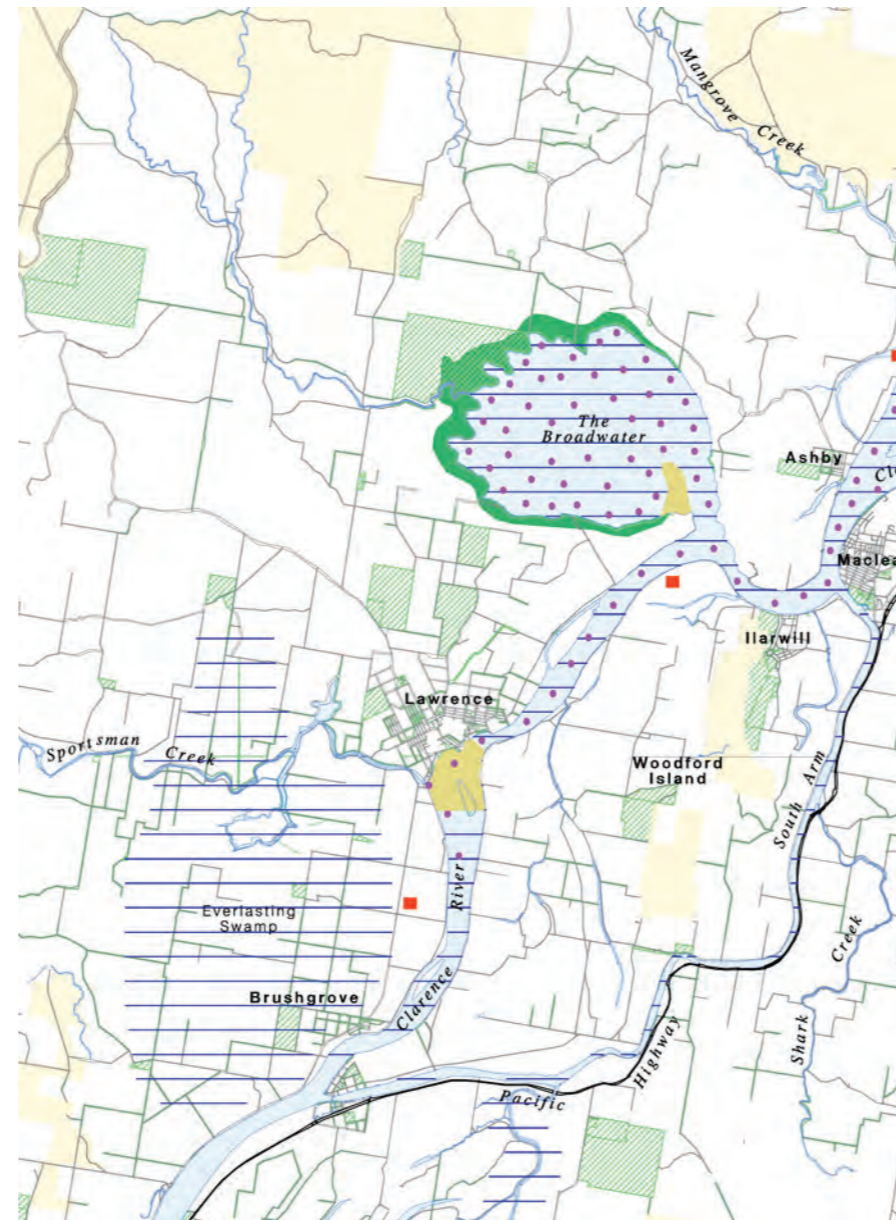 Mangrove Creek
The
Broadwater
Ashby
Maclea
Ilarwill
Lawrence
Sportsman Creek
Woodford
Island
South Arm
River
Everlasting
Swamp
Creek
Shark
Brushgrove
Clarence
Highway
Pacific